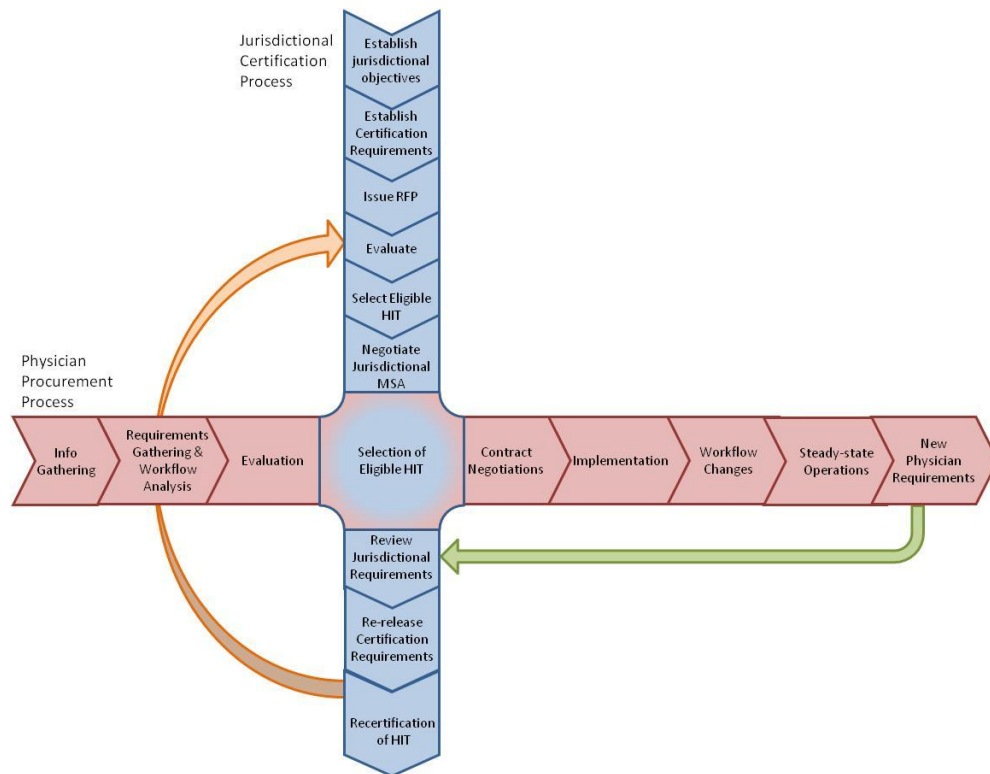 Jurisdictional
Certification
Process
Establish
jurisdictional
objectives
Establish
Certification
Requirements
Issue RFP
Evaluate
Select Eligible
HIT
Negotiate
Jurisdictional
MSA
Physician
Procurement
Process
Info
Gathering
Requirements
Gathering &
Workflow
Analysis
Evaluation
Selection of
Eligible HIT
Contract
Negotiations
Implementation
Workflow
Changes
Steady-state
Operations
New
Physician
Requirements
Review
Jurisdictional
Requirements
Re-release
Certification
Requirements
Recertification
of HIT